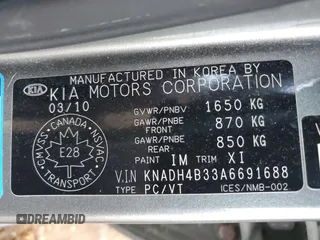 MANUFACTURED IN KOREA BY
KIA KIA MOTORS CORPORATION
03/10
GVWR/PNBV 1650 KG
GAWR/PNBE FRONT 870 KG
GAWR/PNBE REAR 850 KG
CANADA
SVAC NSVAC
E28
TRANSPORT
PAINT IM TRIM XI
V.I.N KNADH4B33A6691688
TYPE PC/VT ICES/NMB-002
DREAMBID